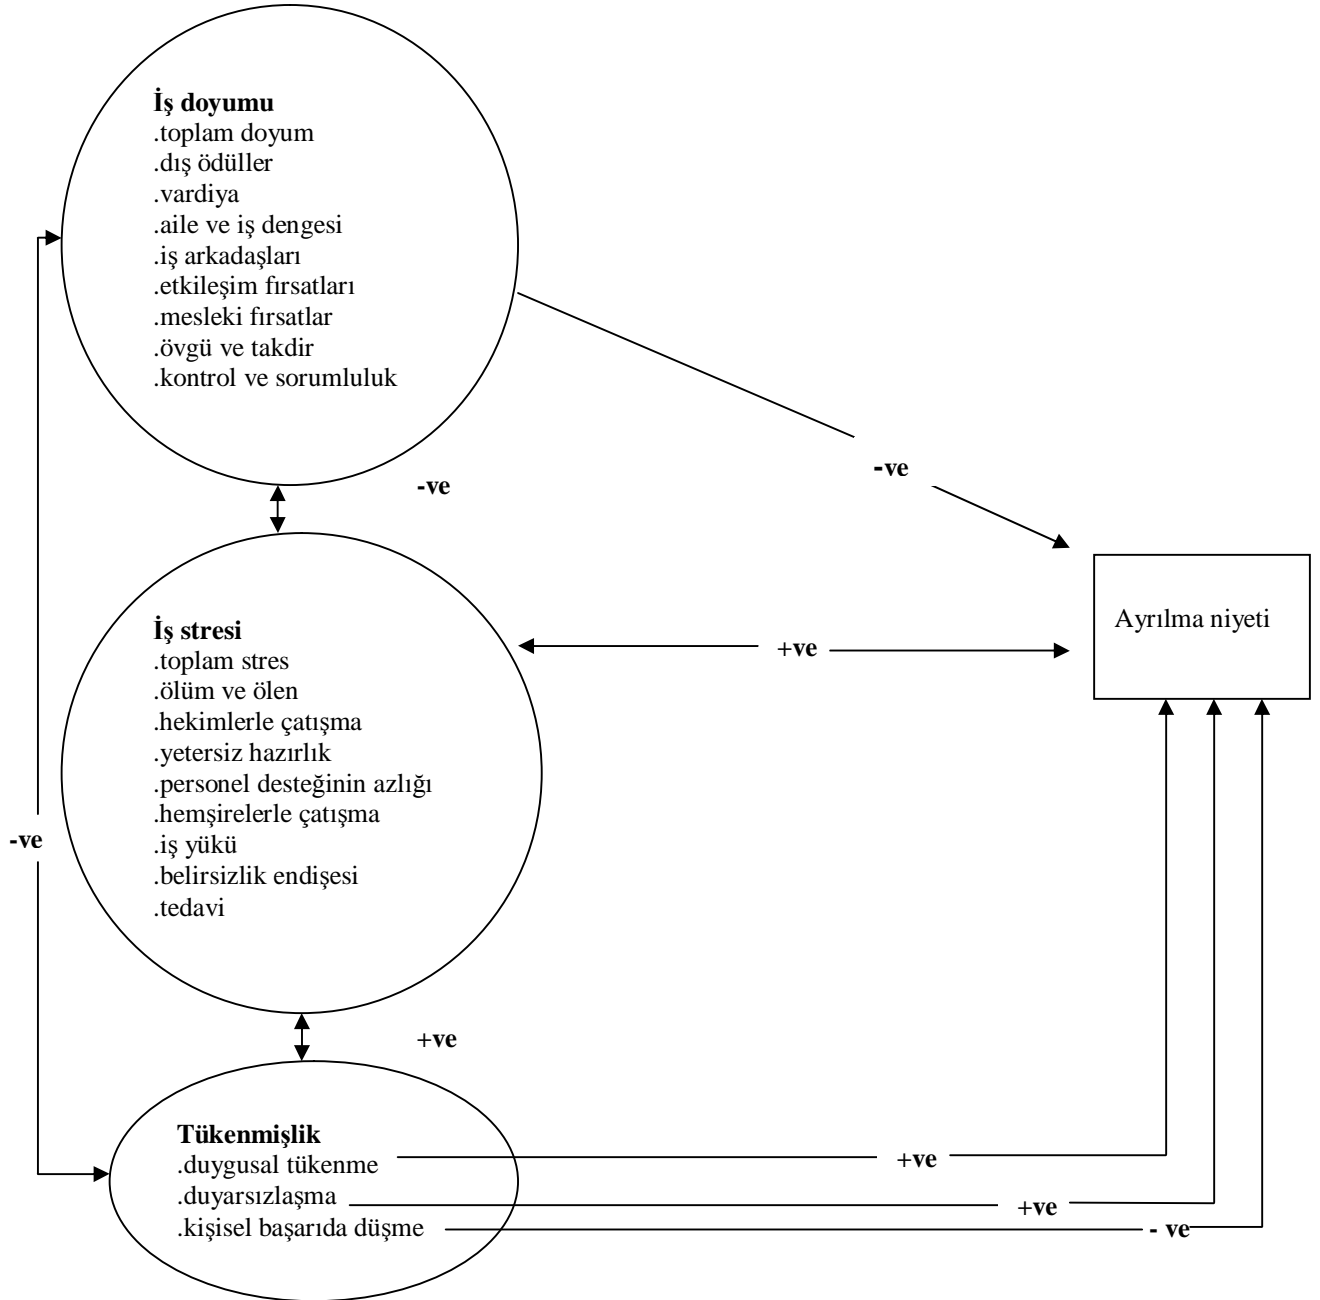 İş doyumu
.toplam doyum
.dış ödüller
.vardiya
.aile ve iş dengesi
.iş arkadaşları
.etkileşim fırsatları
.mesleki fırsatlar
.övgü ve takdir
.kontrol ve sorumluluk
-ve
-ve
İş stresi
.toplam stres
.ölüm ve ölen
.hekimlerle çatışma
.yetersiz hazırlık
.personel desteğinin azlığı
.hemşirelerle çatışma
.iş yükü
.belirsizlik endişesi
.tedavi
+ve
Ayrılma niyeti
-ve
+ve
Tükenmişlik
.duygusal tükenme
.duyarsızlaşma
.kişisel başarıda düşme
+ve
+ve
- ve